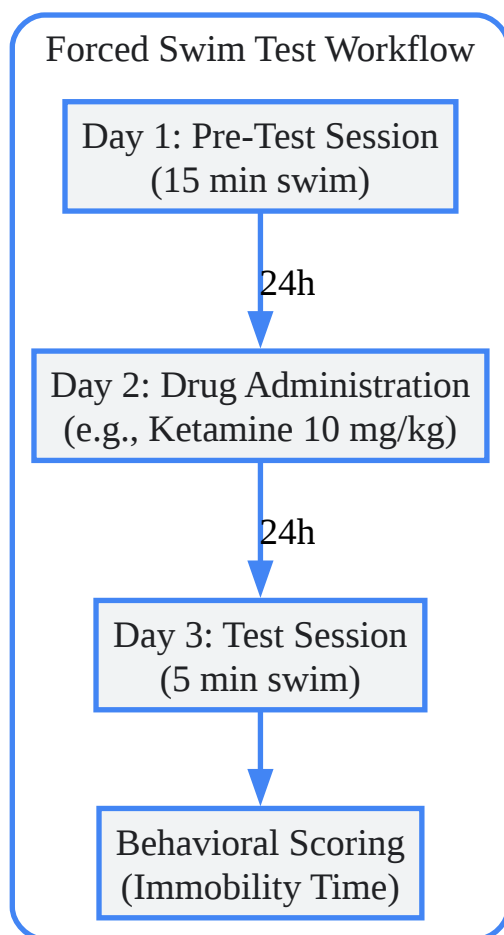 Forced Swim Test Workflow
Day 1: Pre-Test Session
(15 min swim)
24h
Day 2: Drug Administration
(e.g., Ketamine 10 mg/kg)
24h
Day 3: Test Session
(5 min swim)
Behavioral Scoring
(Immobility Time)